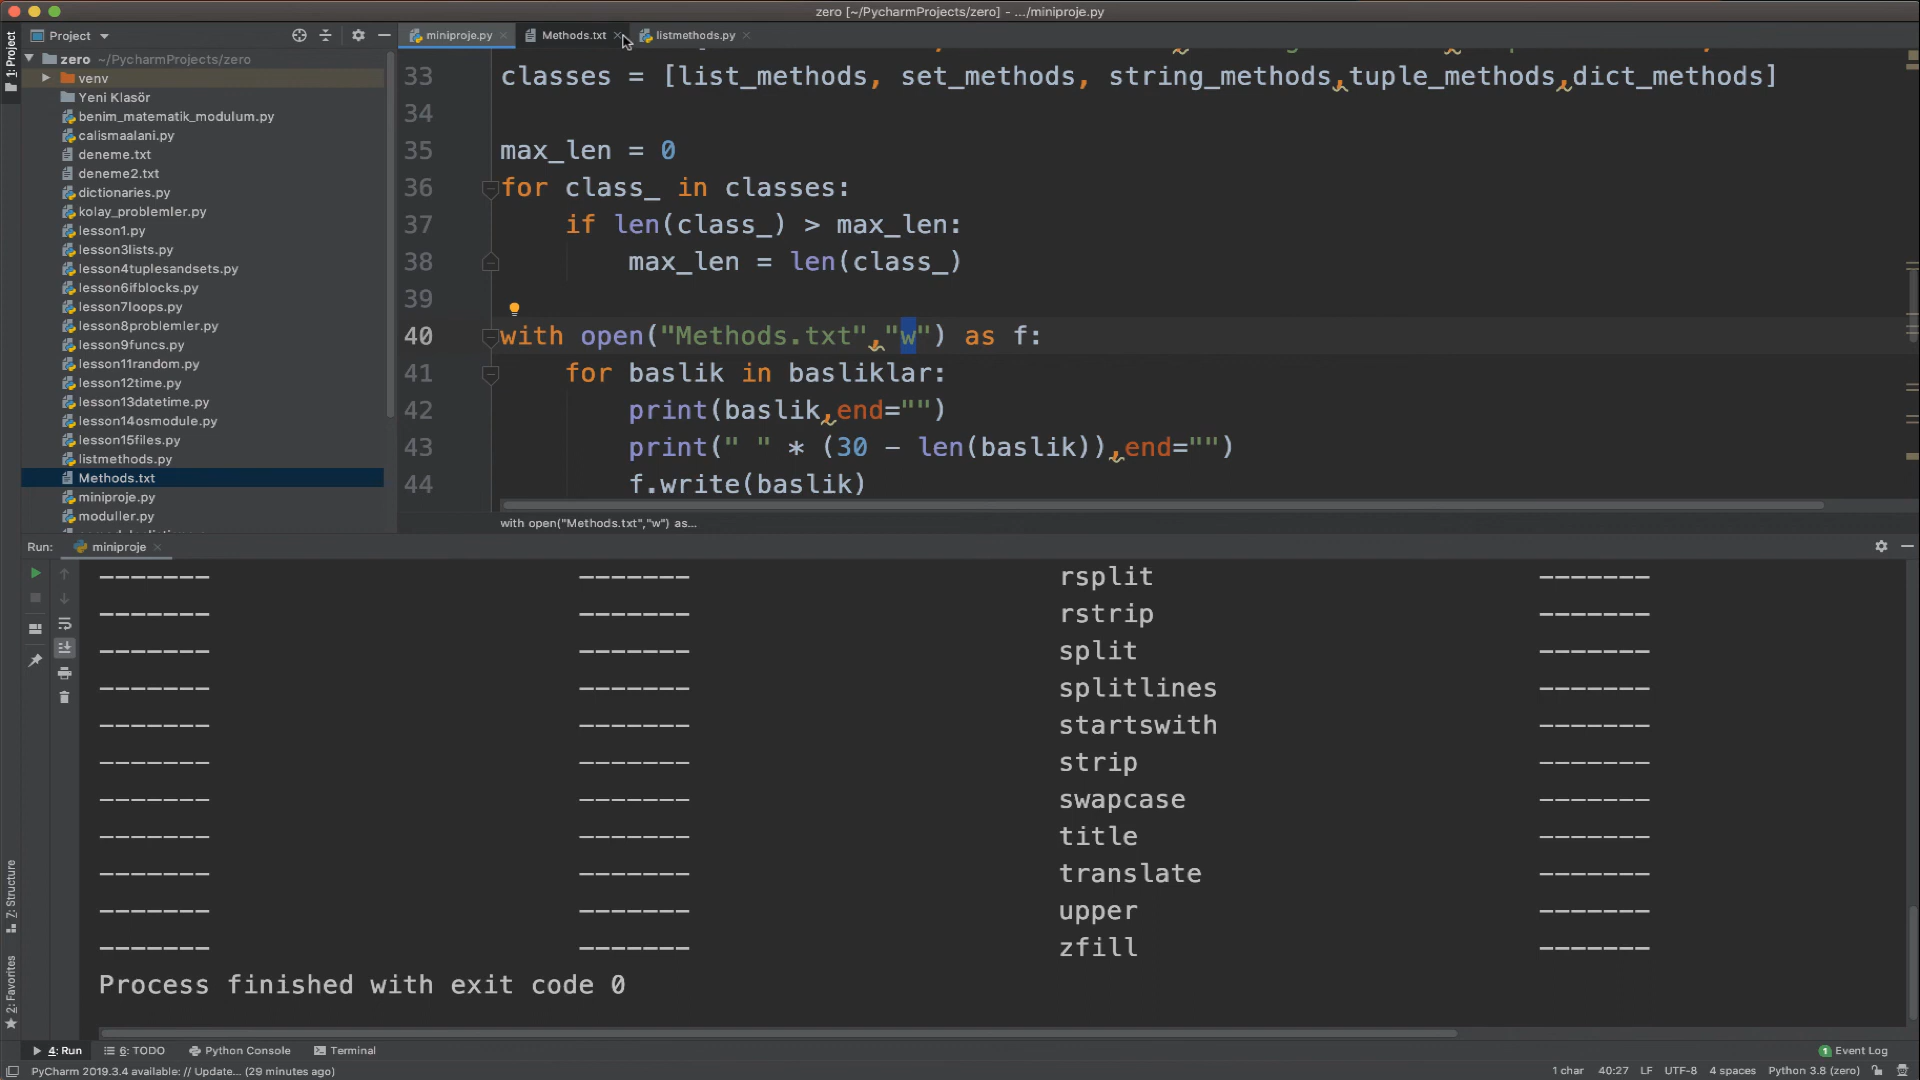 zero [~/PycharmProjects/zero] - .../miniproje.py
Project
miniproje.py
Methods.txt
listmethods.py
1: Project
zero ~/PycharmProjects/zero
venv
Yeni Klasör
benim_matematik_modulum.py
calismaalani.py
deneme.txt
deneme2.txt
dictionaries.py
kolay_problemler.py
lesson1.py
lesson3lists.py
lesson4tuplesandsets.py
lesson6ifblocks.py
lesson7loops.py
lesson8problemler.py
lesson9funcs.py
lesson11random.py
lesson12time.py
lesson13datetime.py
lesson14osmodule.py
lesson15files.py
listmethods.py
Methods.txt
miniproje.py
moduller.py
33 classes = [list_methods, set_methods, string_methods,tuple_methods,dict_methods]
34
35 max_len = 0
36 for class_ in classes:
37 if len(class_) > max_len:
38 max_len = len(class_)
39
40 with open("Methods.txt","w") as f:
41 for baslik in basliklar:
42 print(baslik,end="")
43 print(" " * (30 - len(baslik)),end="")
44 f.write(baslik)
with open("Methods.txt","w") as...
Run: miniproje
------- ------- rsplit -------
------- ------- rstrip -------
------- ------- split -------
------- ------- splitlines -------
------- ------- startswith -------
------- ------- strip -------
------- ------- swapcase -------
------- ------- title -------
------- ------- translate -------
------- ------- upper -------
------- ------- zfill -------
Process finished with exit code 0
7: Structure
2: Favorites
4: Run 6: TODO Python Console Terminal 1 Event Log
PyCharm 2019.3.4 available: // Update... (29 minutes ago) 1 char 40:27 LF UTF-8 4 spaces Python 3.8 (zero)